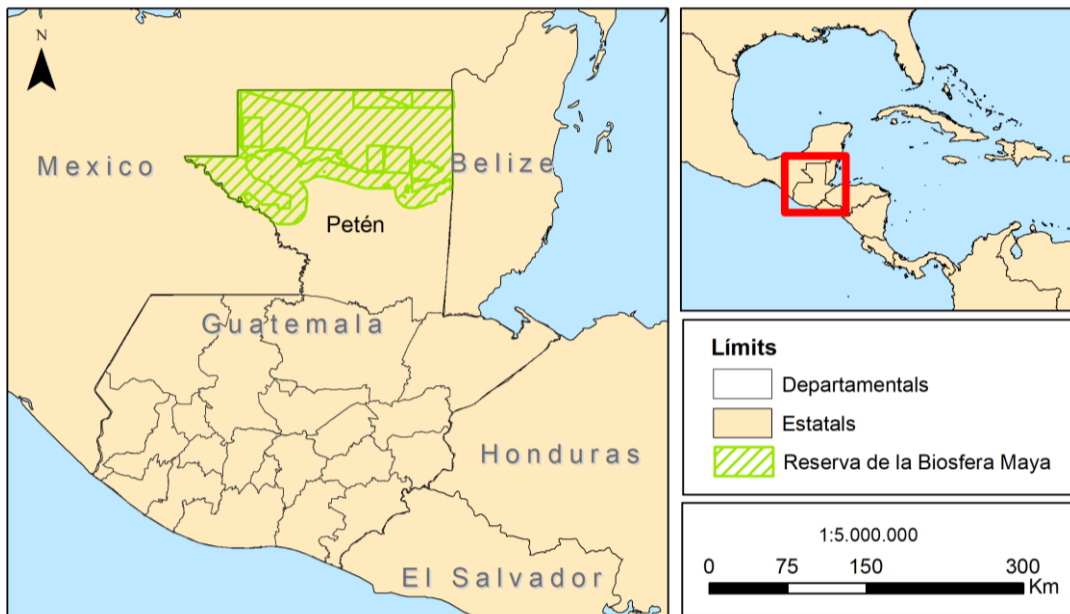 N
Mexico
Belize
Petén
Guatemala
Honduras
El Salvador
Límits
Departamentals
Estatals
Reserva de la Biosfera Maya
1:5.000.000
0 75 150 300
Km